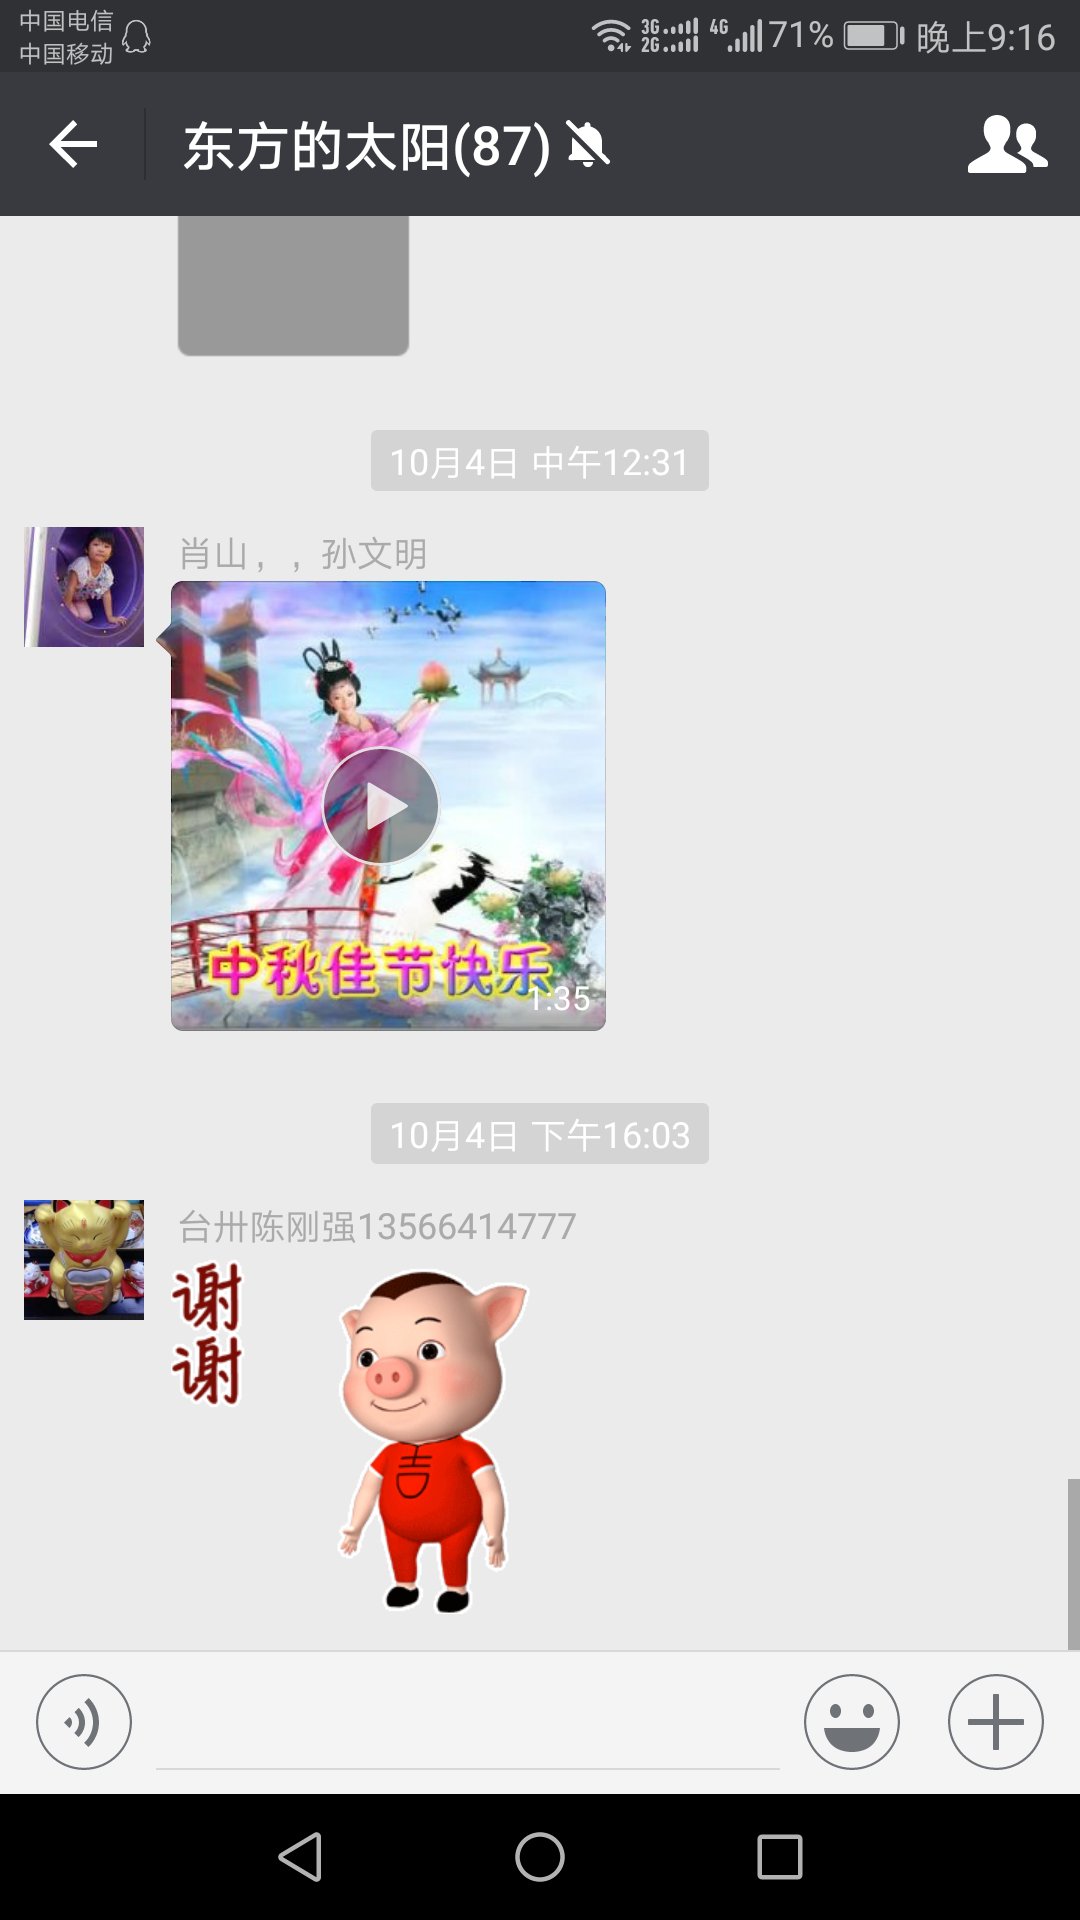 中国电信
中国移动
3G
2G
4G
71%
晚上9:16
东方的太阳(87)
10月4日 中午12:31
肖山，，孙文明
中秋佳节快乐
1:35
10月4日 下午16:03
台卅陈刚强13566414777
谢
谢
吉